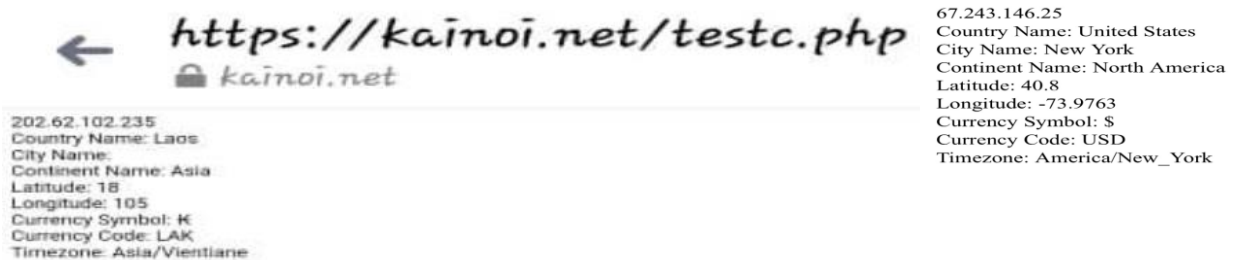 https://kainoi.net/testc.php
kainoi.net
202.62.102.235
Country Name: Laos
City Name:
Continent Name: Asia
Latitude: 18
Longitude: 105
Currency Symbol: ₭
Currency Code: LAK
Timezone: Asia/Vientiane
67.243.146.25
Country Name: United States
City Name: New York
Continent Name: North America
Latitude: 40.8
Longitude: -73.9763
Currency Symbol: $
Currency Code: USD
Timezone: America/New_York